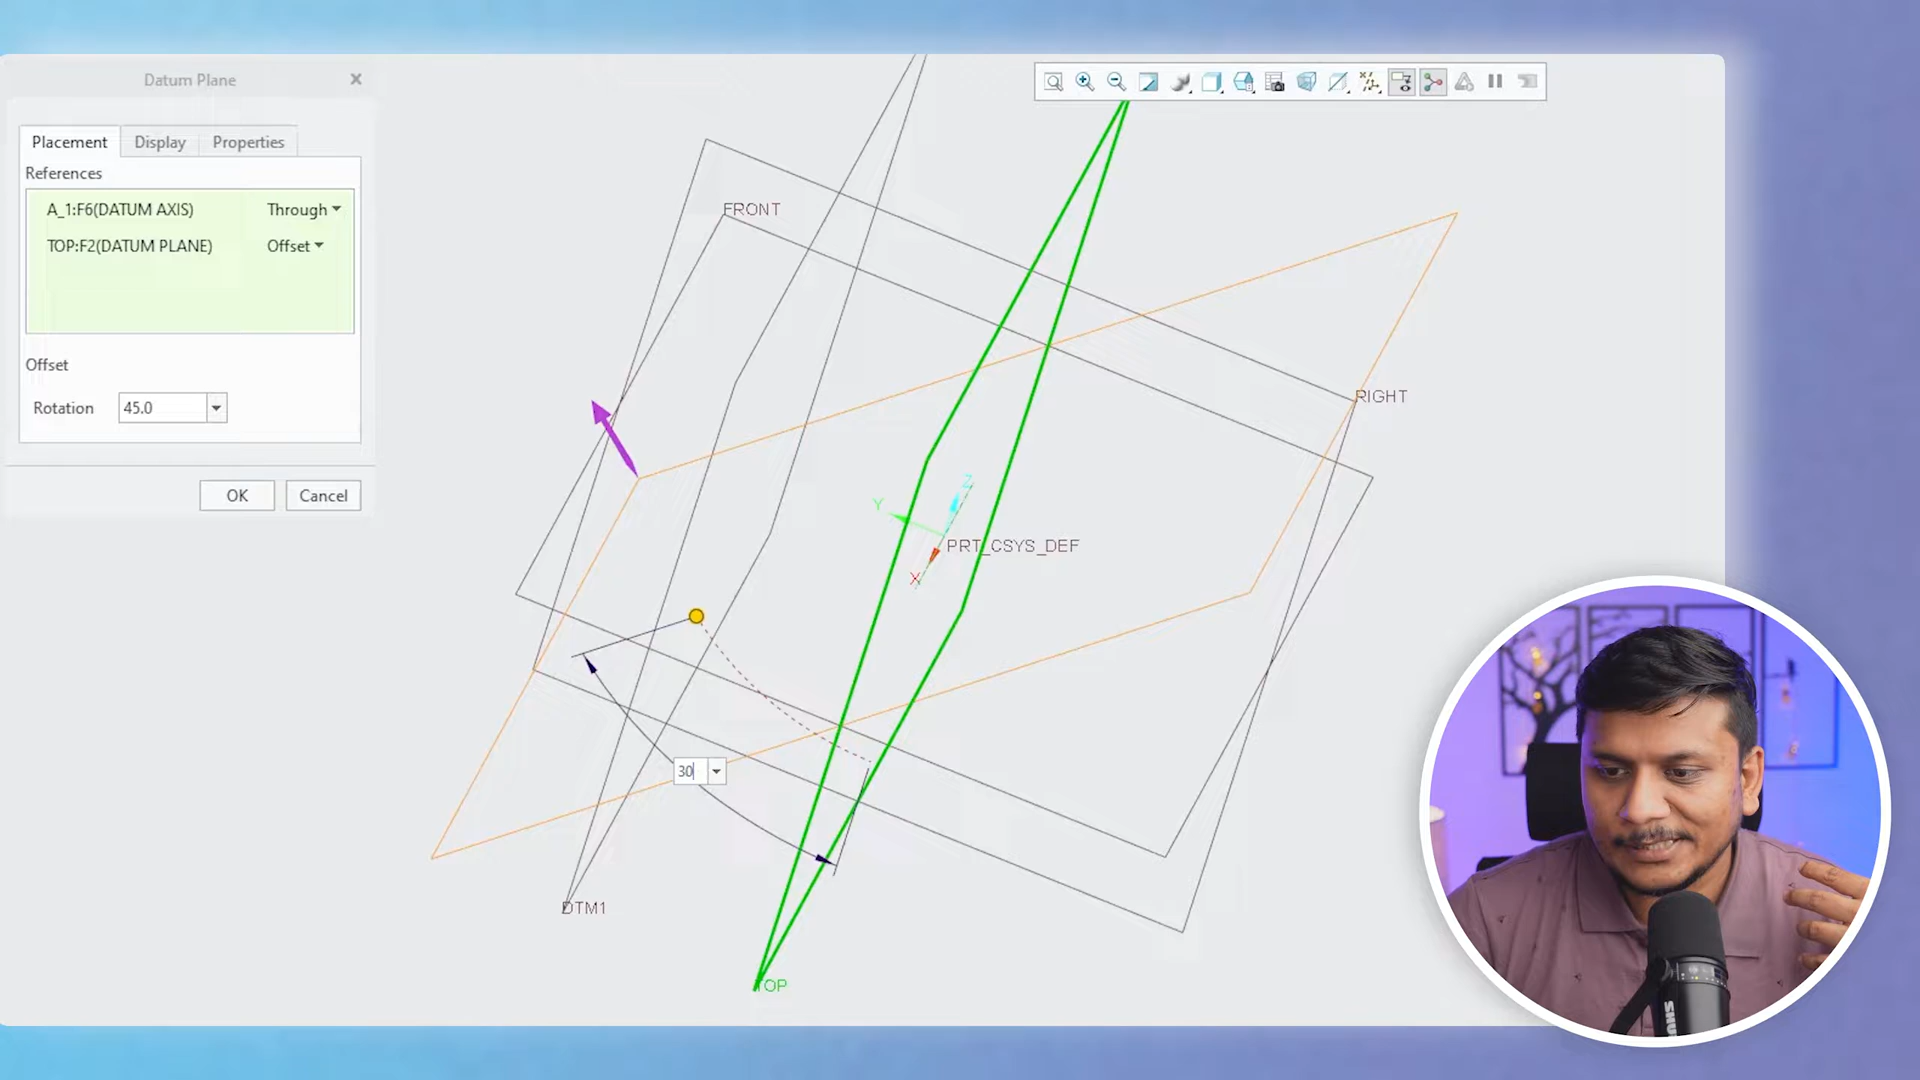 Datum Plane
Placement Display Properties
References
A_1:F6(DATUM AXIS) Through
TOP:F2(DATUM PLANE) Offset
Offset
Rotation 45.0
OK Cancel
FRONT
RIGHT
Z
Y
PRT_CSYS_DEF
X
30
DTM1
TOP
SHU